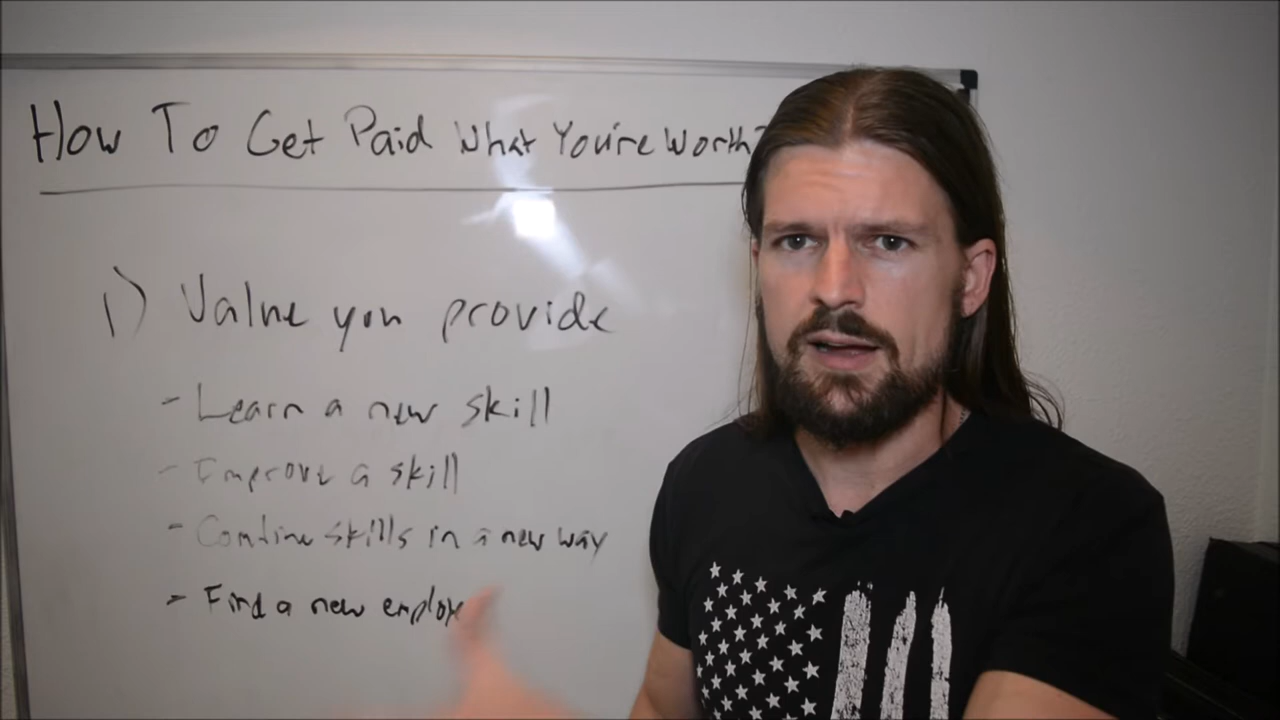 How To Get Paid What You're Worth?
1) Value you provide
- Learn a new skill
- Improve a skill
- Combine skills in a new way
- Find a new employe